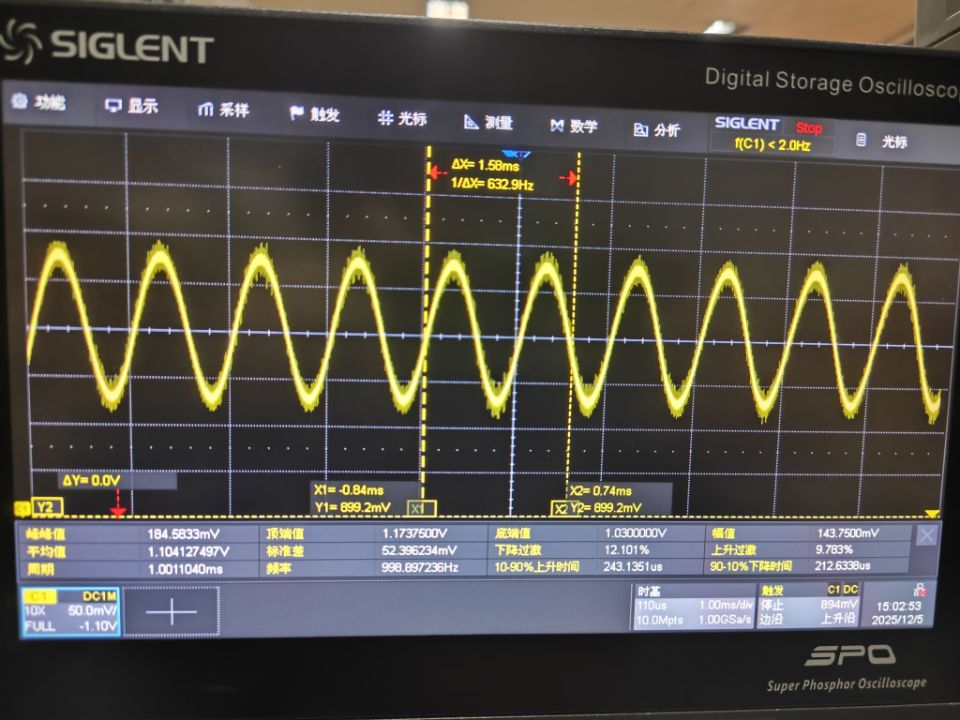 SIGLENT
Digital Storage Oscillosco
功能 显示 采样 触发 光标 测量 数学 分析 SIGLENT Stop 光标
f(C1) < 2.0Hz
ΔX= 1.58ms
1/ΔX= 632.9Hz
ΔY= 0.0V
X1= -0.84ms X2= 0.74ms
Y2 Y1= 899.2mV X1 X2 Y2= 899.2mV
峰峰值 184.5833mV 顶端值 1.1737500V 底端值 1.0300000V 幅值 143.7500mV
平均值 1.104127497V 标准差 52.396234mV 下降过激 12.101% 上升过激 9.783%
周期 1.0011040ms 频率 998.897236Hz 10-90%上升时间 243.1351us 90-10%下降时间 212.6338us
C1 DC1M 时基 触发 C1 DC
10X 50.0mV/ 110us 1.00ms/div 停止 894mV 15:02:53
FULL -1.10V 10.0Mpts 1.00GSa/s 边沿 上升沿 2025/12/5
SPO
Super Phosphor Oscilloscope